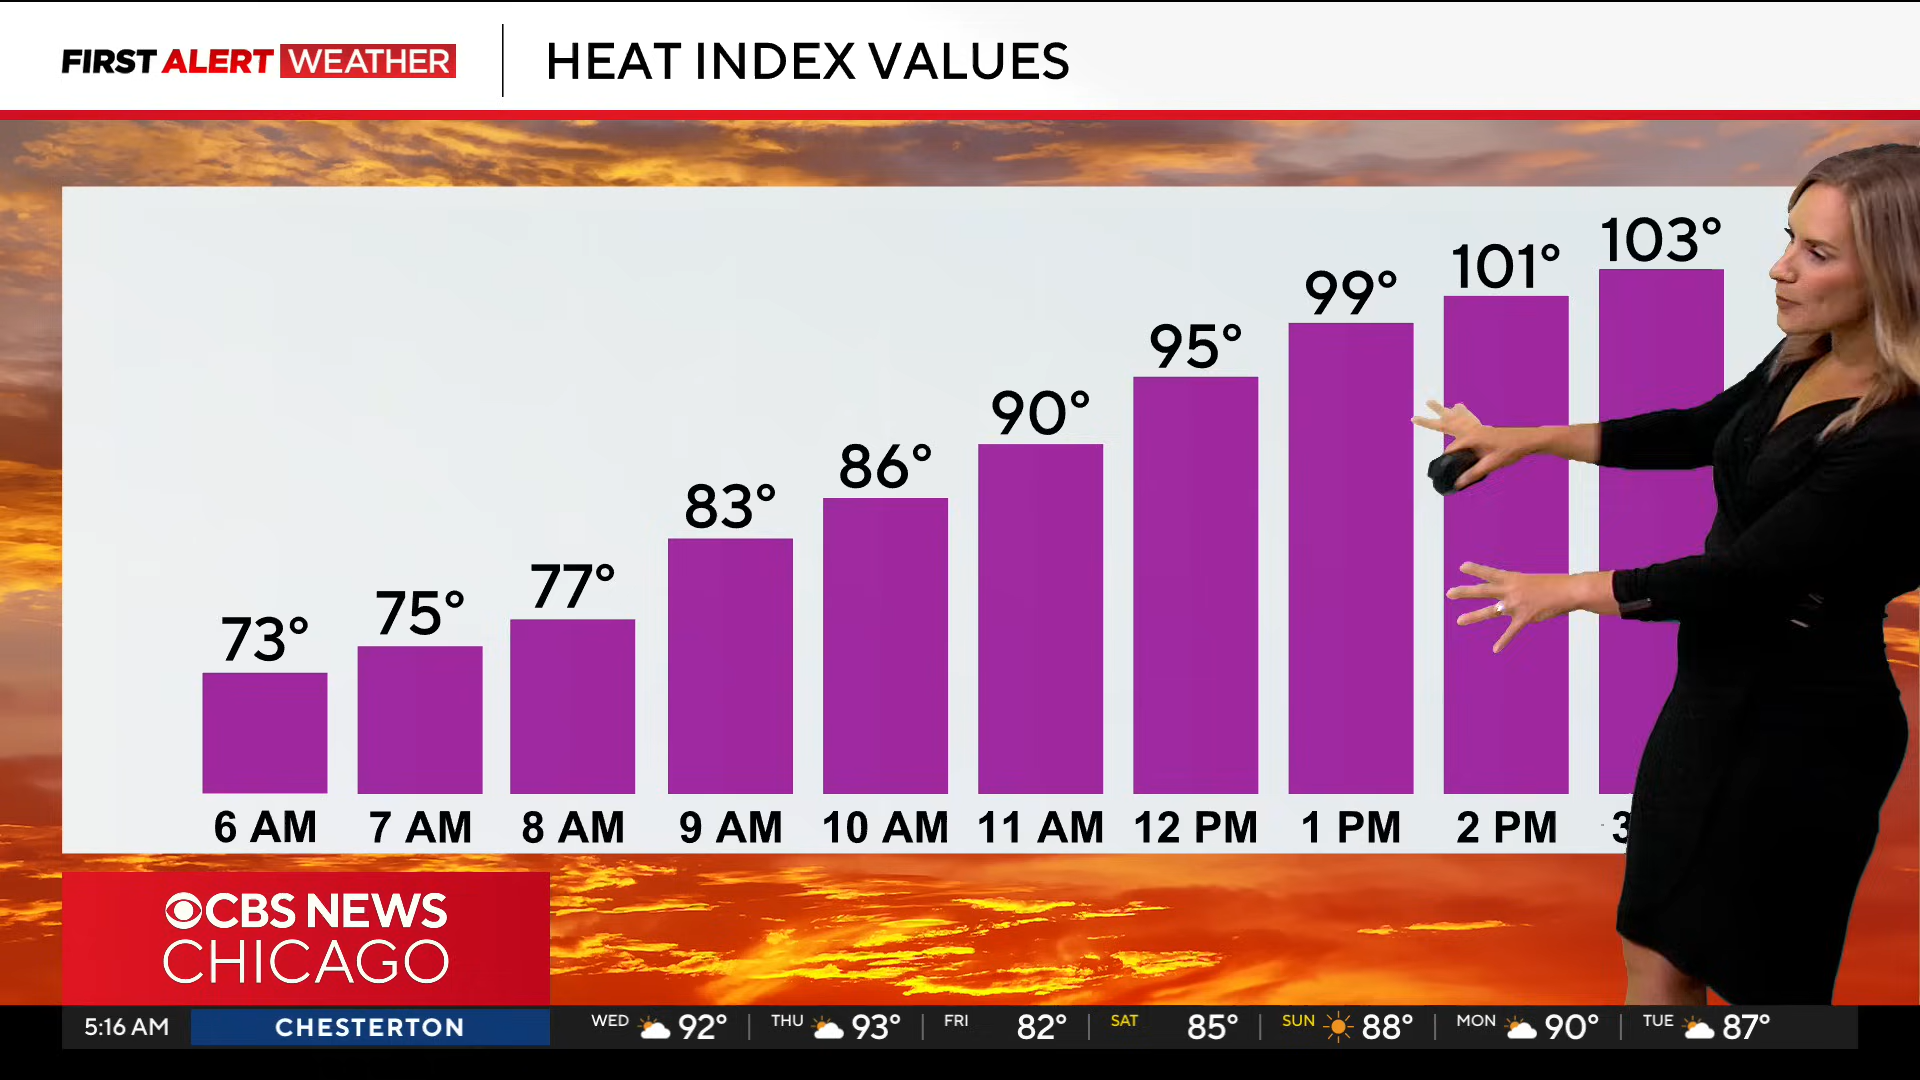 FIRST ALERT WEATHER
HEAT INDEX VALUES
73° 75° 77° 83° 86° 90° 95° 99° 101° 103°
6 AM 7 AM 8 AM 9 AM 10 AM 11 AM 12 PM 1 PM 2 PM 3
CBS NEWS
CHICAGO
5:16 AM CHESTERTON WED 92° THU 93° FRI 82° SAT 85° SUN 88° MON 90° TUE 87°